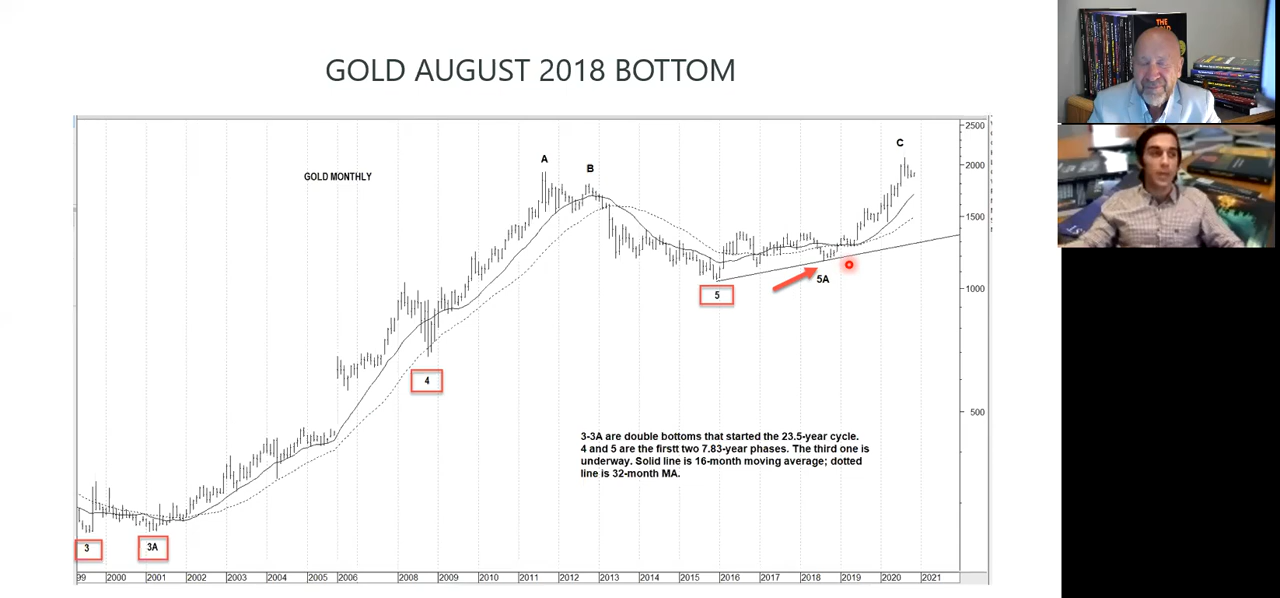 GOLD AUGUST 2018 BOTTOM
GOLD MONTHLY
A
B
C
2500
2000
1500
1000
500
5
5A
4
3-3A are double bottoms that started the 23.5-year cycle.
4 and 5 are the firstt two 7.83-year phases. The third one is
underway. Solid line is 16-month moving average; dotted
line is 32-month MA.
3
3A
99 2000 2001 2002 2003 2004 2005 2006 2008 2009 2010 2011 2012 2013 2014 2015 2016 2017 2018 2019 2020 2021
THE